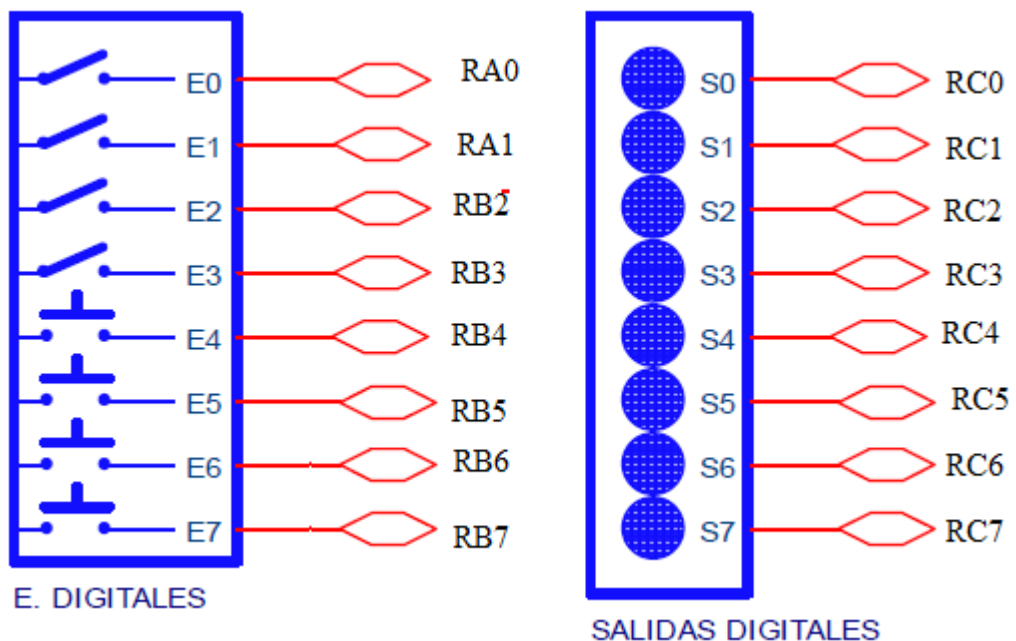 E0 RA0
E1 RA1
E2 RB2
E3 RB3
E4 RB4
E5 RB5
E6 RB6
E7 RB7
E. DIGITALES
S0 RC0
S1 RC1
S2 RC2
S3 RC3
S4 RC4
S5 RC5
S6 RC6
S7 RC7
SALIDAS DIGITALES